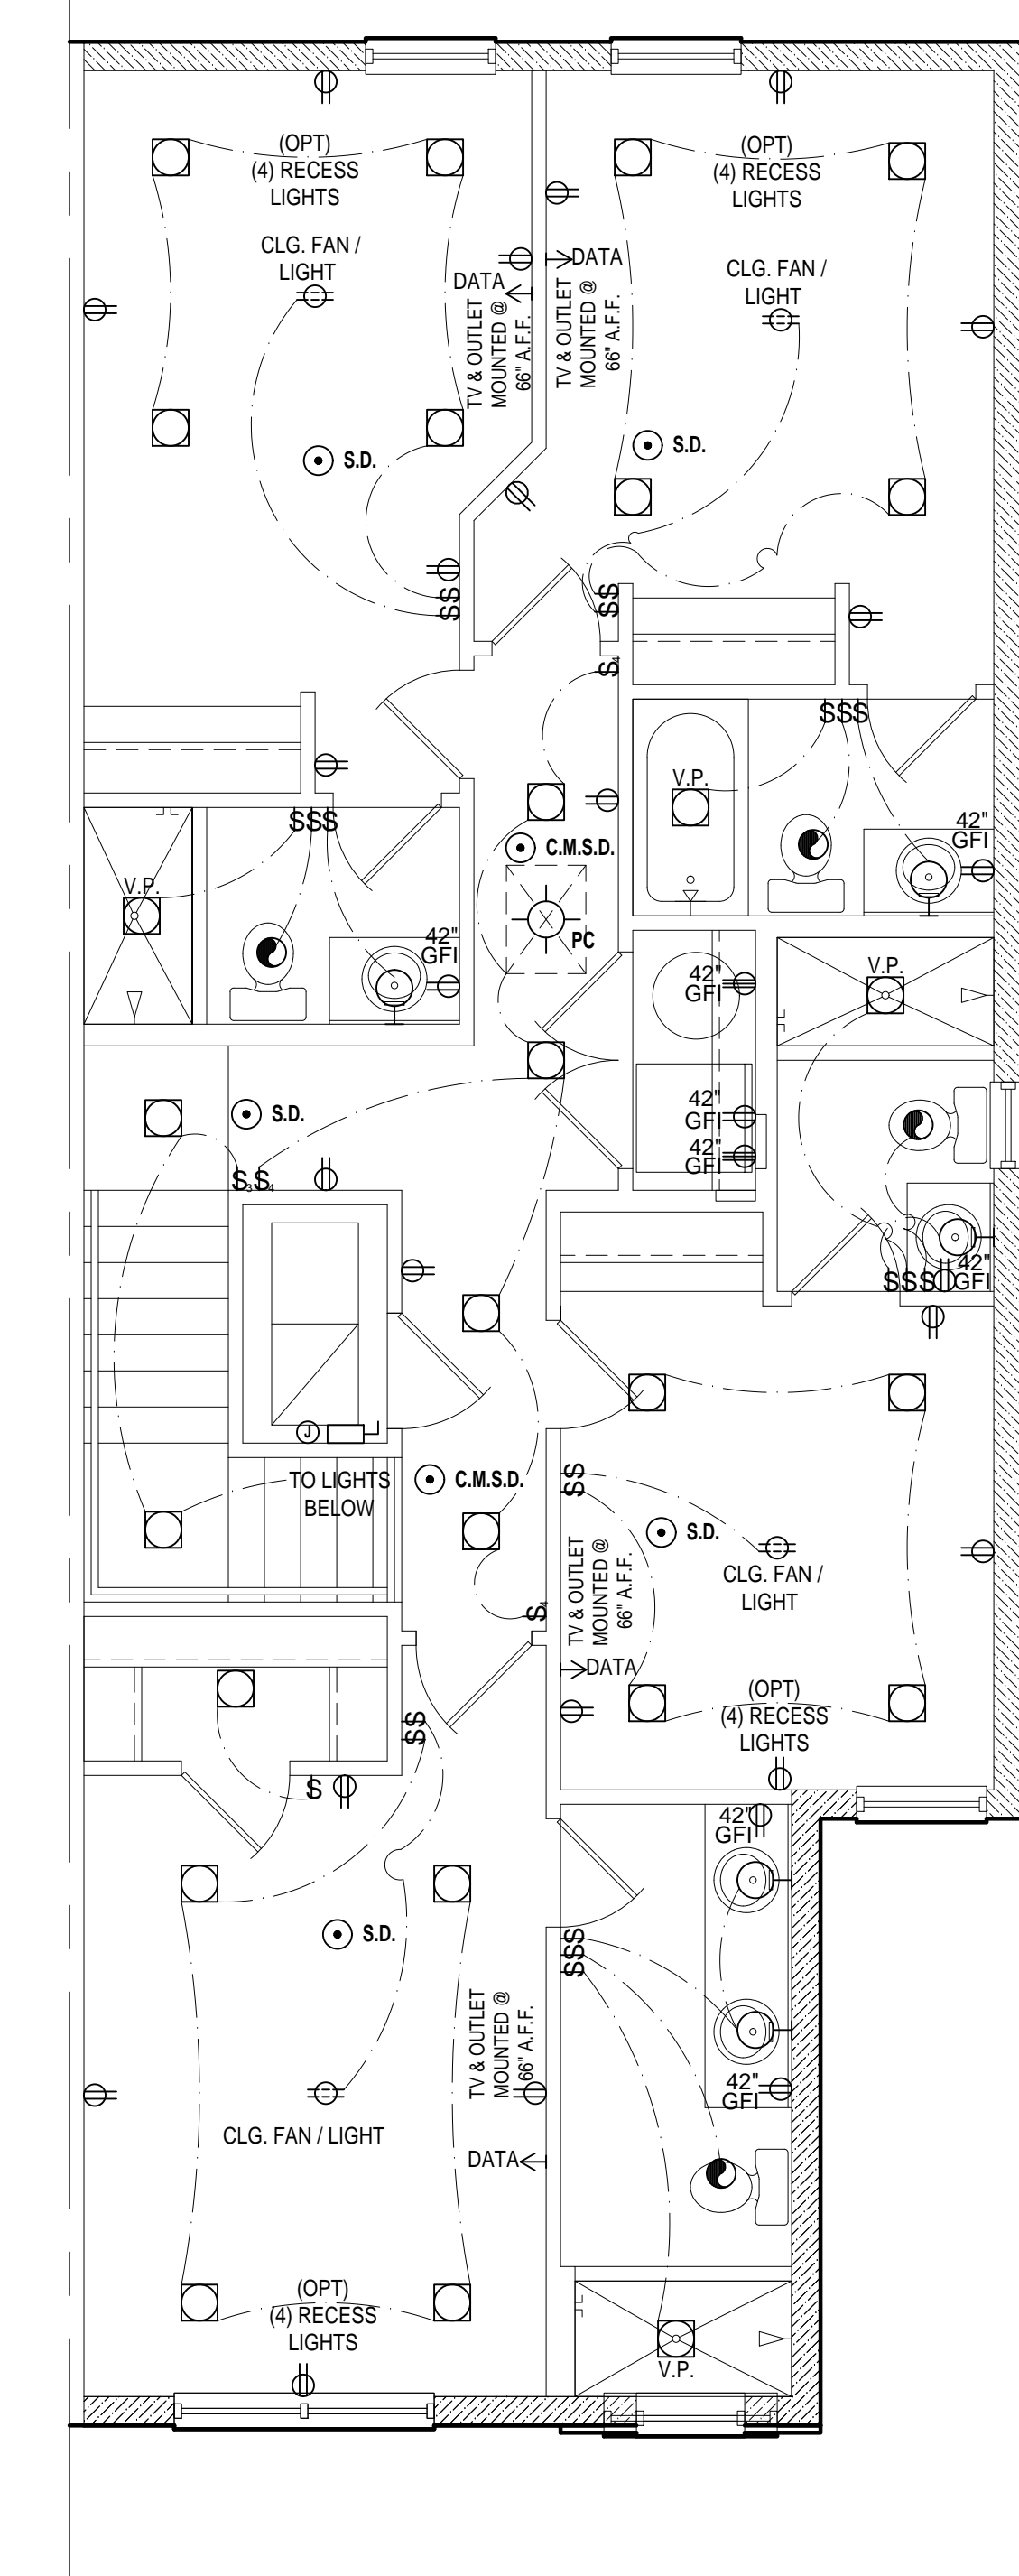 (OPT)
(4) RECESS
LIGHTS
CLG. FAN /
LIGHT
DATA
TV & OUTLET
MOUNTED @
66" A.F.F.
S.D.
SS
(OPT)
(4) RECESS
LIGHTS
CLG. FAN /
LIGHT
DATA
TV & OUTLET
MOUNTED @
66" A.F.F.
S.D.
SS
S4
SSS
V.P.
42"
GFI
C.M.S.D.
PC
SSS
V.P.
42"
GFI
42"
GFI
V.P.
42"
GFI
42"
GFI
S.D.
S3S4
SSS
42"
GFI
J
TO LIGHTS
BELOW
C.M.S.D.
SS
S.D.
CLG. FAN /
LIGHT
TV & OUTLET
MOUNTED @
66" A.F.F.
S4
DATA
(OPT)
(4) RECESS
LIGHTS
SS
S
42"
GFI
S.D.
SSS
TV & OUTLET
MOUNTED @
66" A.F.F.
42"
GFI
CLG. FAN / LIGHT
DATA
(OPT)
(4) RECESS
LIGHTS
V.P.